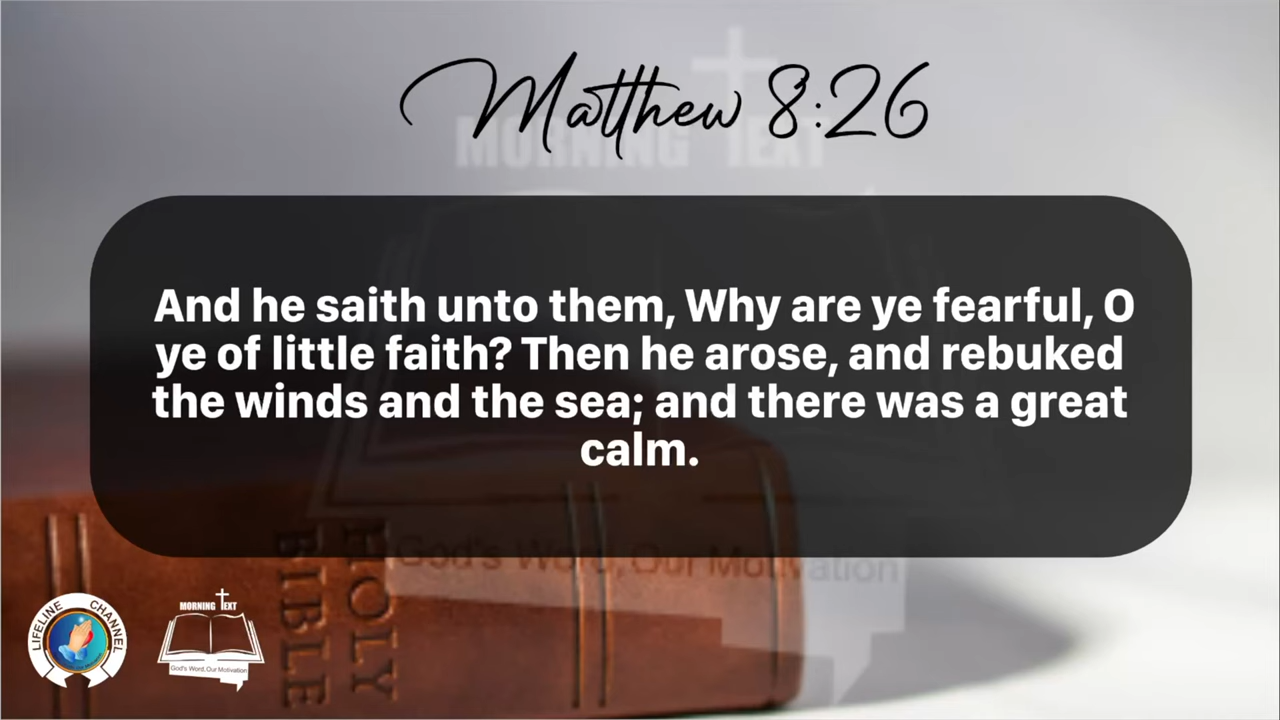 Matthew 8:26
MORNING TEXT
And he saith unto them, Why are ye fearful, O
ye of little faith? Then he arose, and rebuked
the winds and the sea; and there was a great
calm.
God's Word, Our Motivation
HOLY
BIBLE
LIFELINE CHANNEL
MORNING TEXT
God's Word, Our Motivation